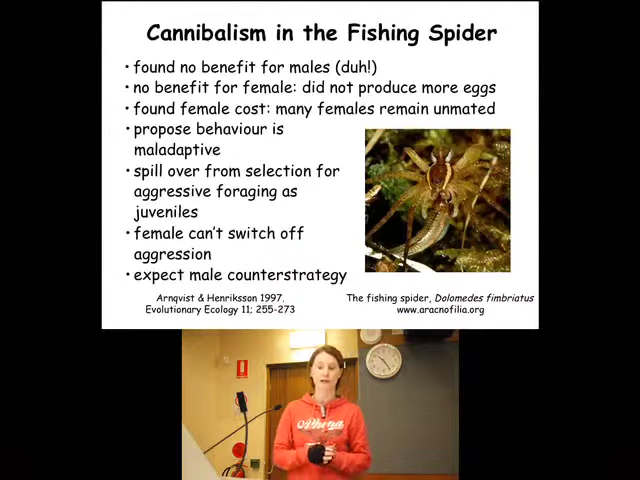 Cannibalism in the Fishing Spider
• found no benefit for males (duh!)
• no benefit for female: did not produce more eggs
• found female cost: many females remain unmated
• propose behaviour is
maladaptive
• spill over from selection for
aggressive foraging as
juveniles
• female can't switch off
aggression
• expect male counterstrategy
Arnqvist & Henriksson 1997.
Evolutionary Ecology 11; 255-273
The fishing spider, Dolomedes fimbriatus
www.aracnofilia.org